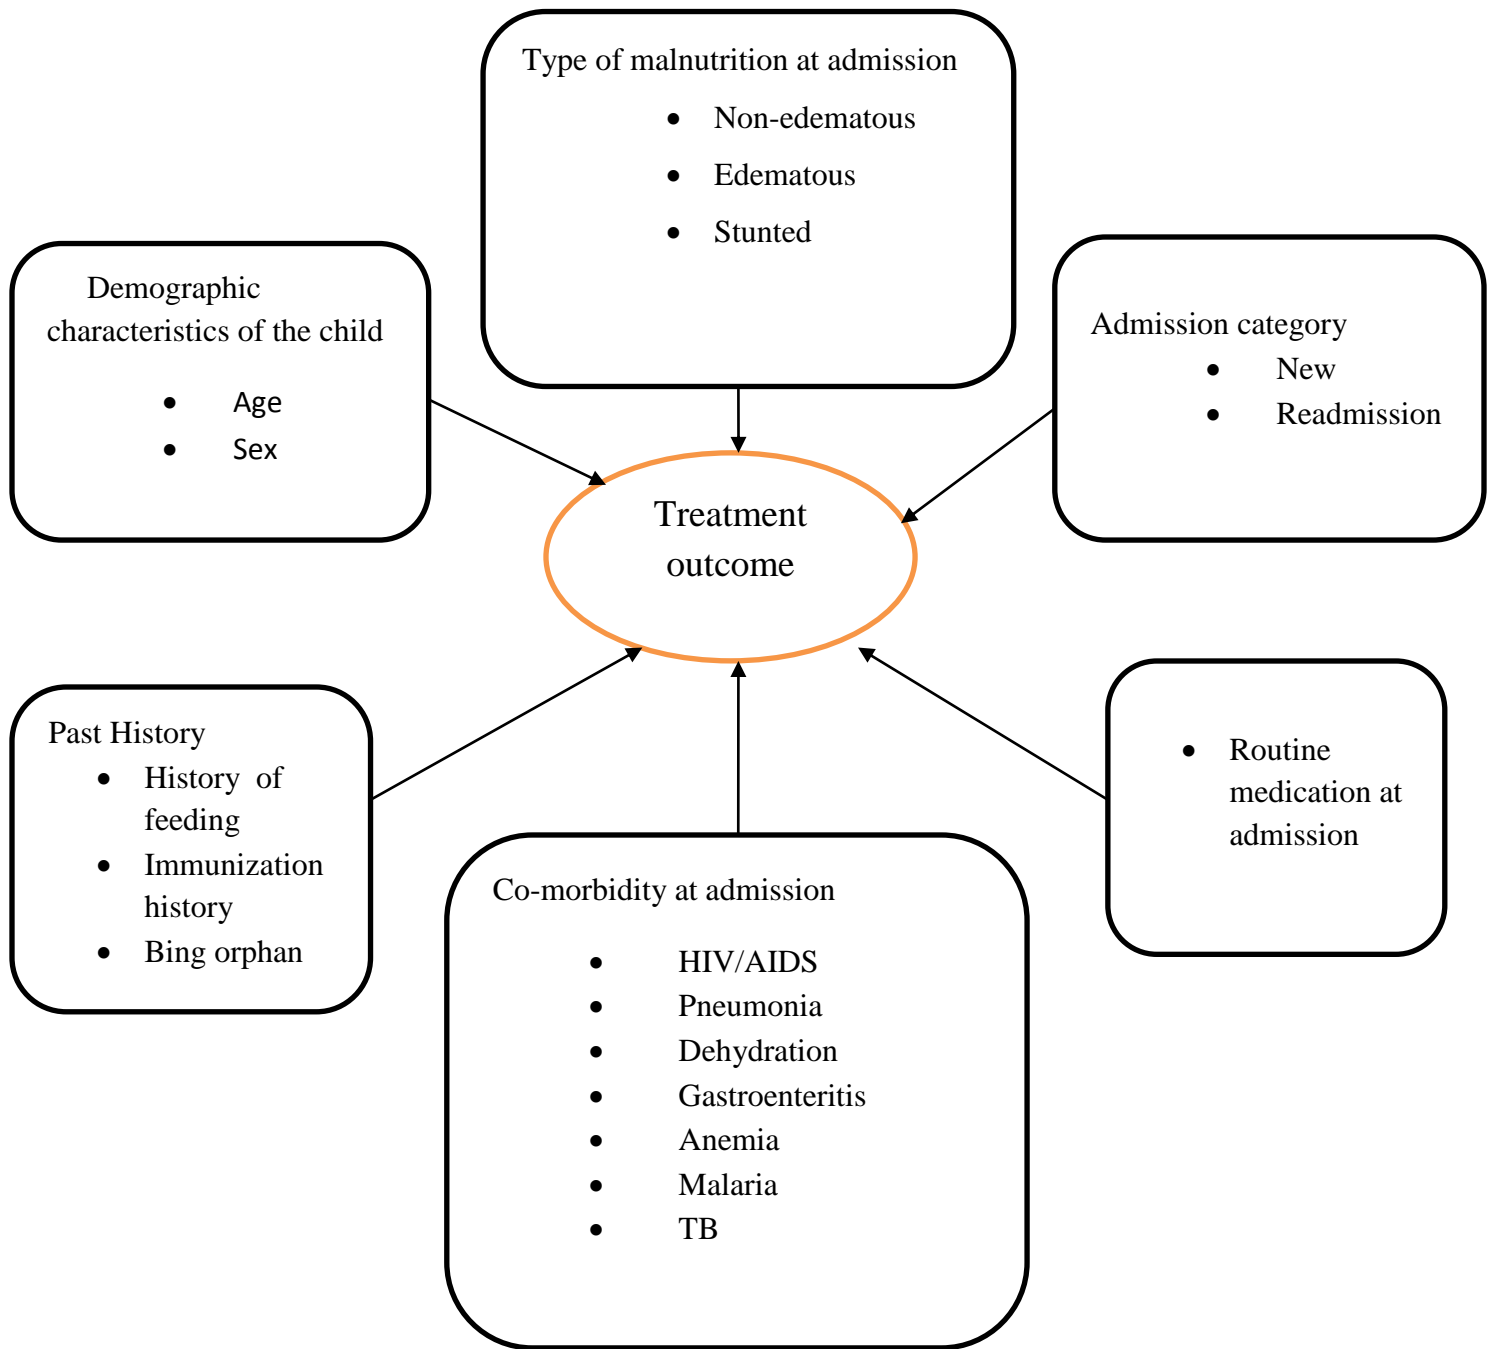 Type of malnutrition at admission
• Non-edematous
• Edematous
• Stunted
Demographic
characteristics of the child
• Age
• Sex
Admission category
• New
• Readmission
Treatment
outcome
Past History
• History of
feeding
• Immunization
history
• Bing orphan
Co-morbidity at admission
• HIV/AIDS
• Pneumonia
• Dehydration
• Gastroenteritis
• Anemia
• Malaria
• TB
• Routine
medication at
admission